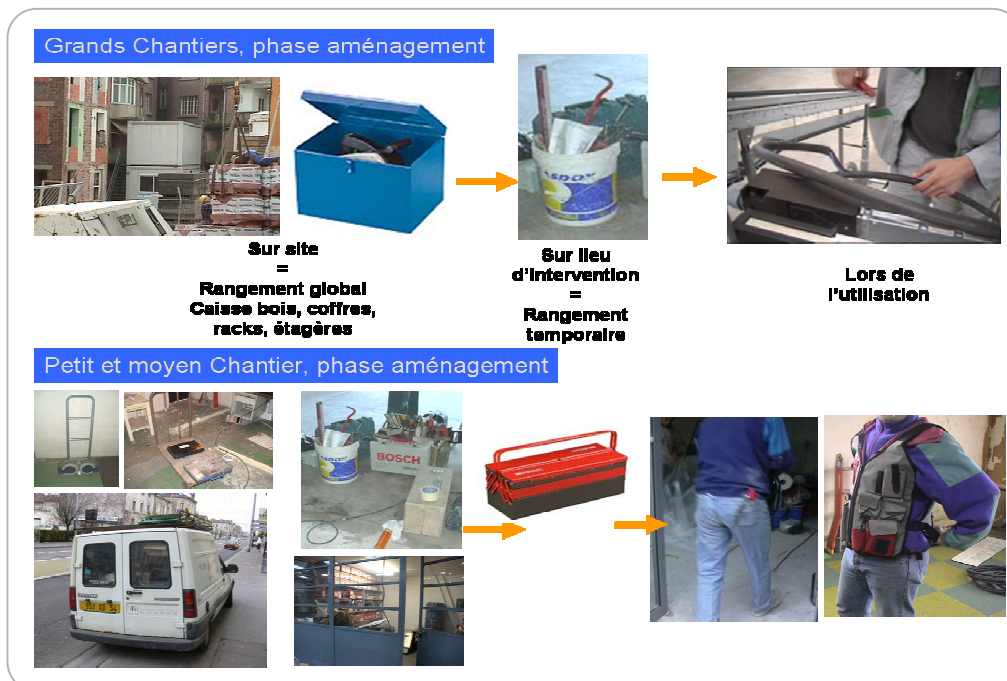 Grands Chantiers, phase aménagement
Sur site
=
Rangement global
Caisse bois, coffres,
racks, étagères
Sur lieu
d'intervention
=
Rangement
temporaire
Lors de
l'utilisation
Petit et moyen Chantier, phase aménagement
BOSCH